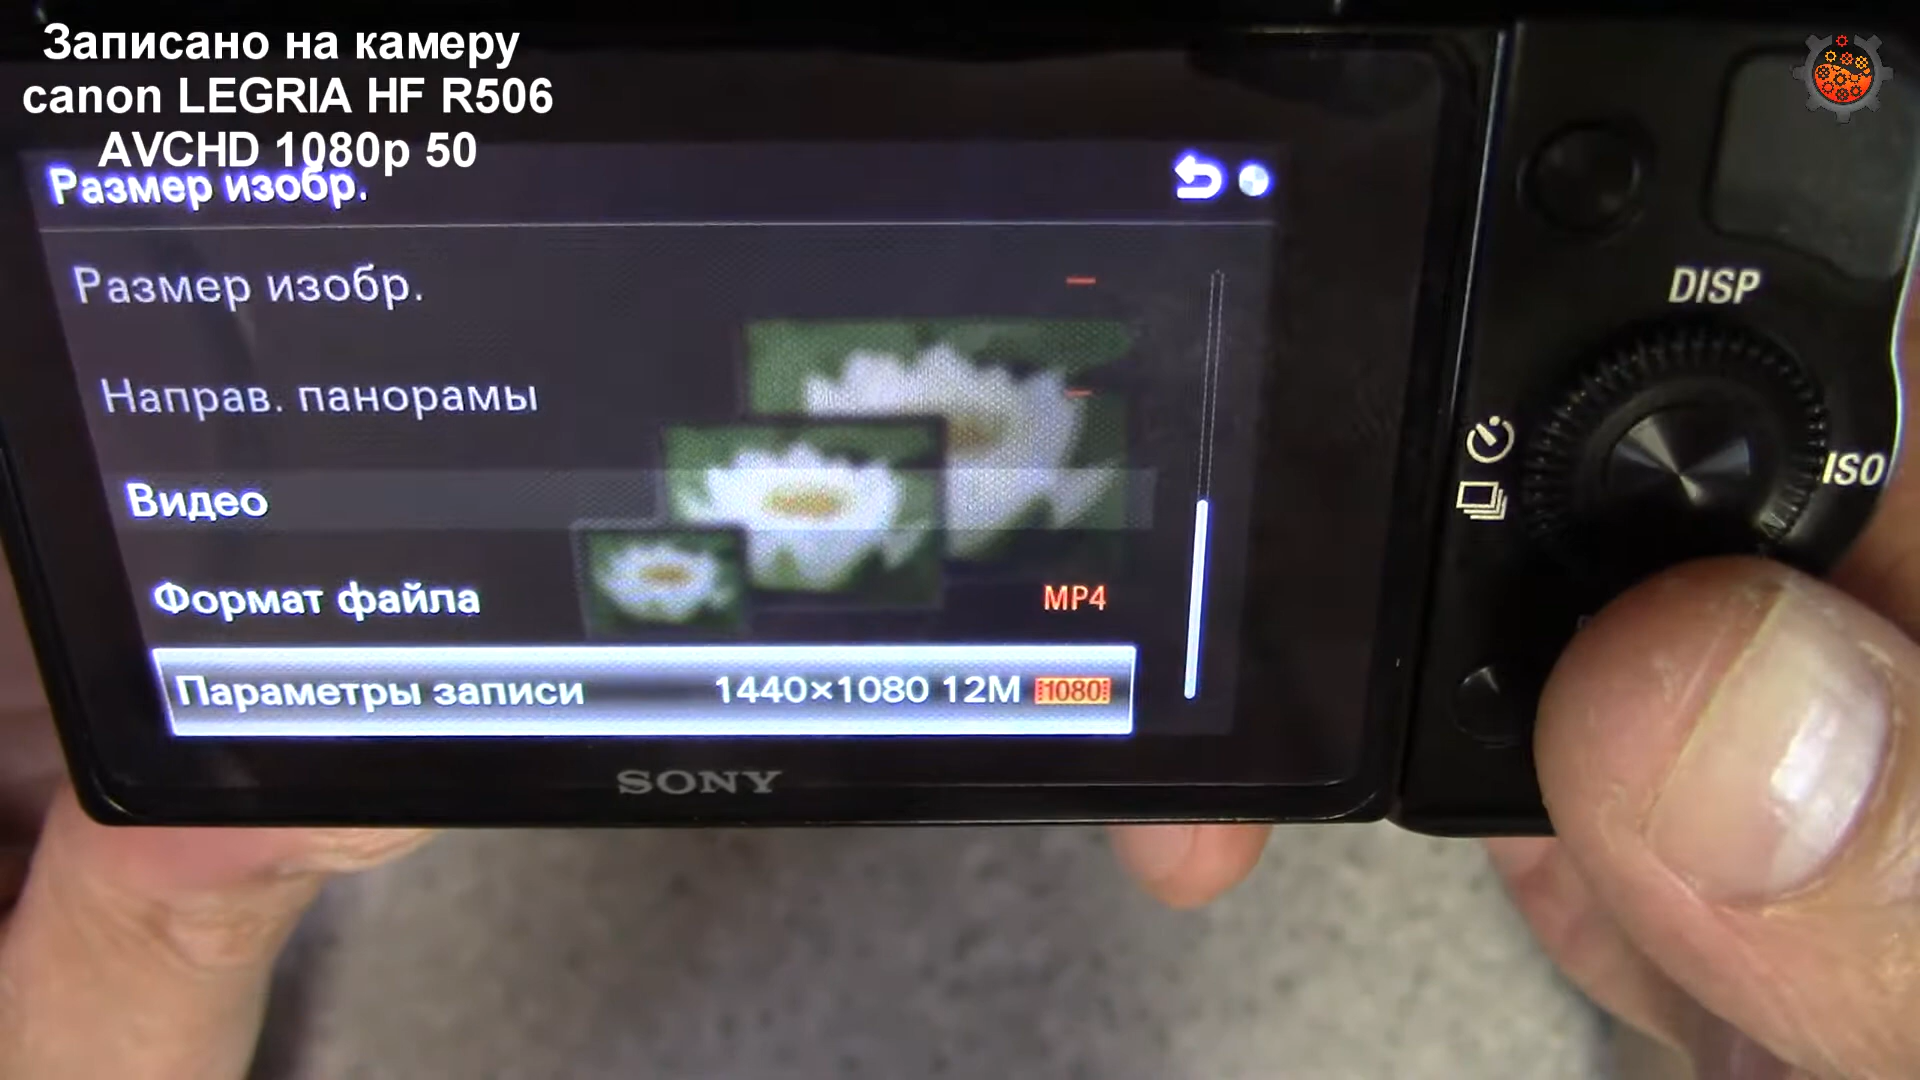 Записано на камеру
canon LEGRIA HF R506
AVCHD 1080p 50
Размер изобр.
Размер изобр. –
Направ. панорамы –
Видео
Формат файла MP4
Параметры записи 1440×1080 12M 1080
SONY
DISP
ISO